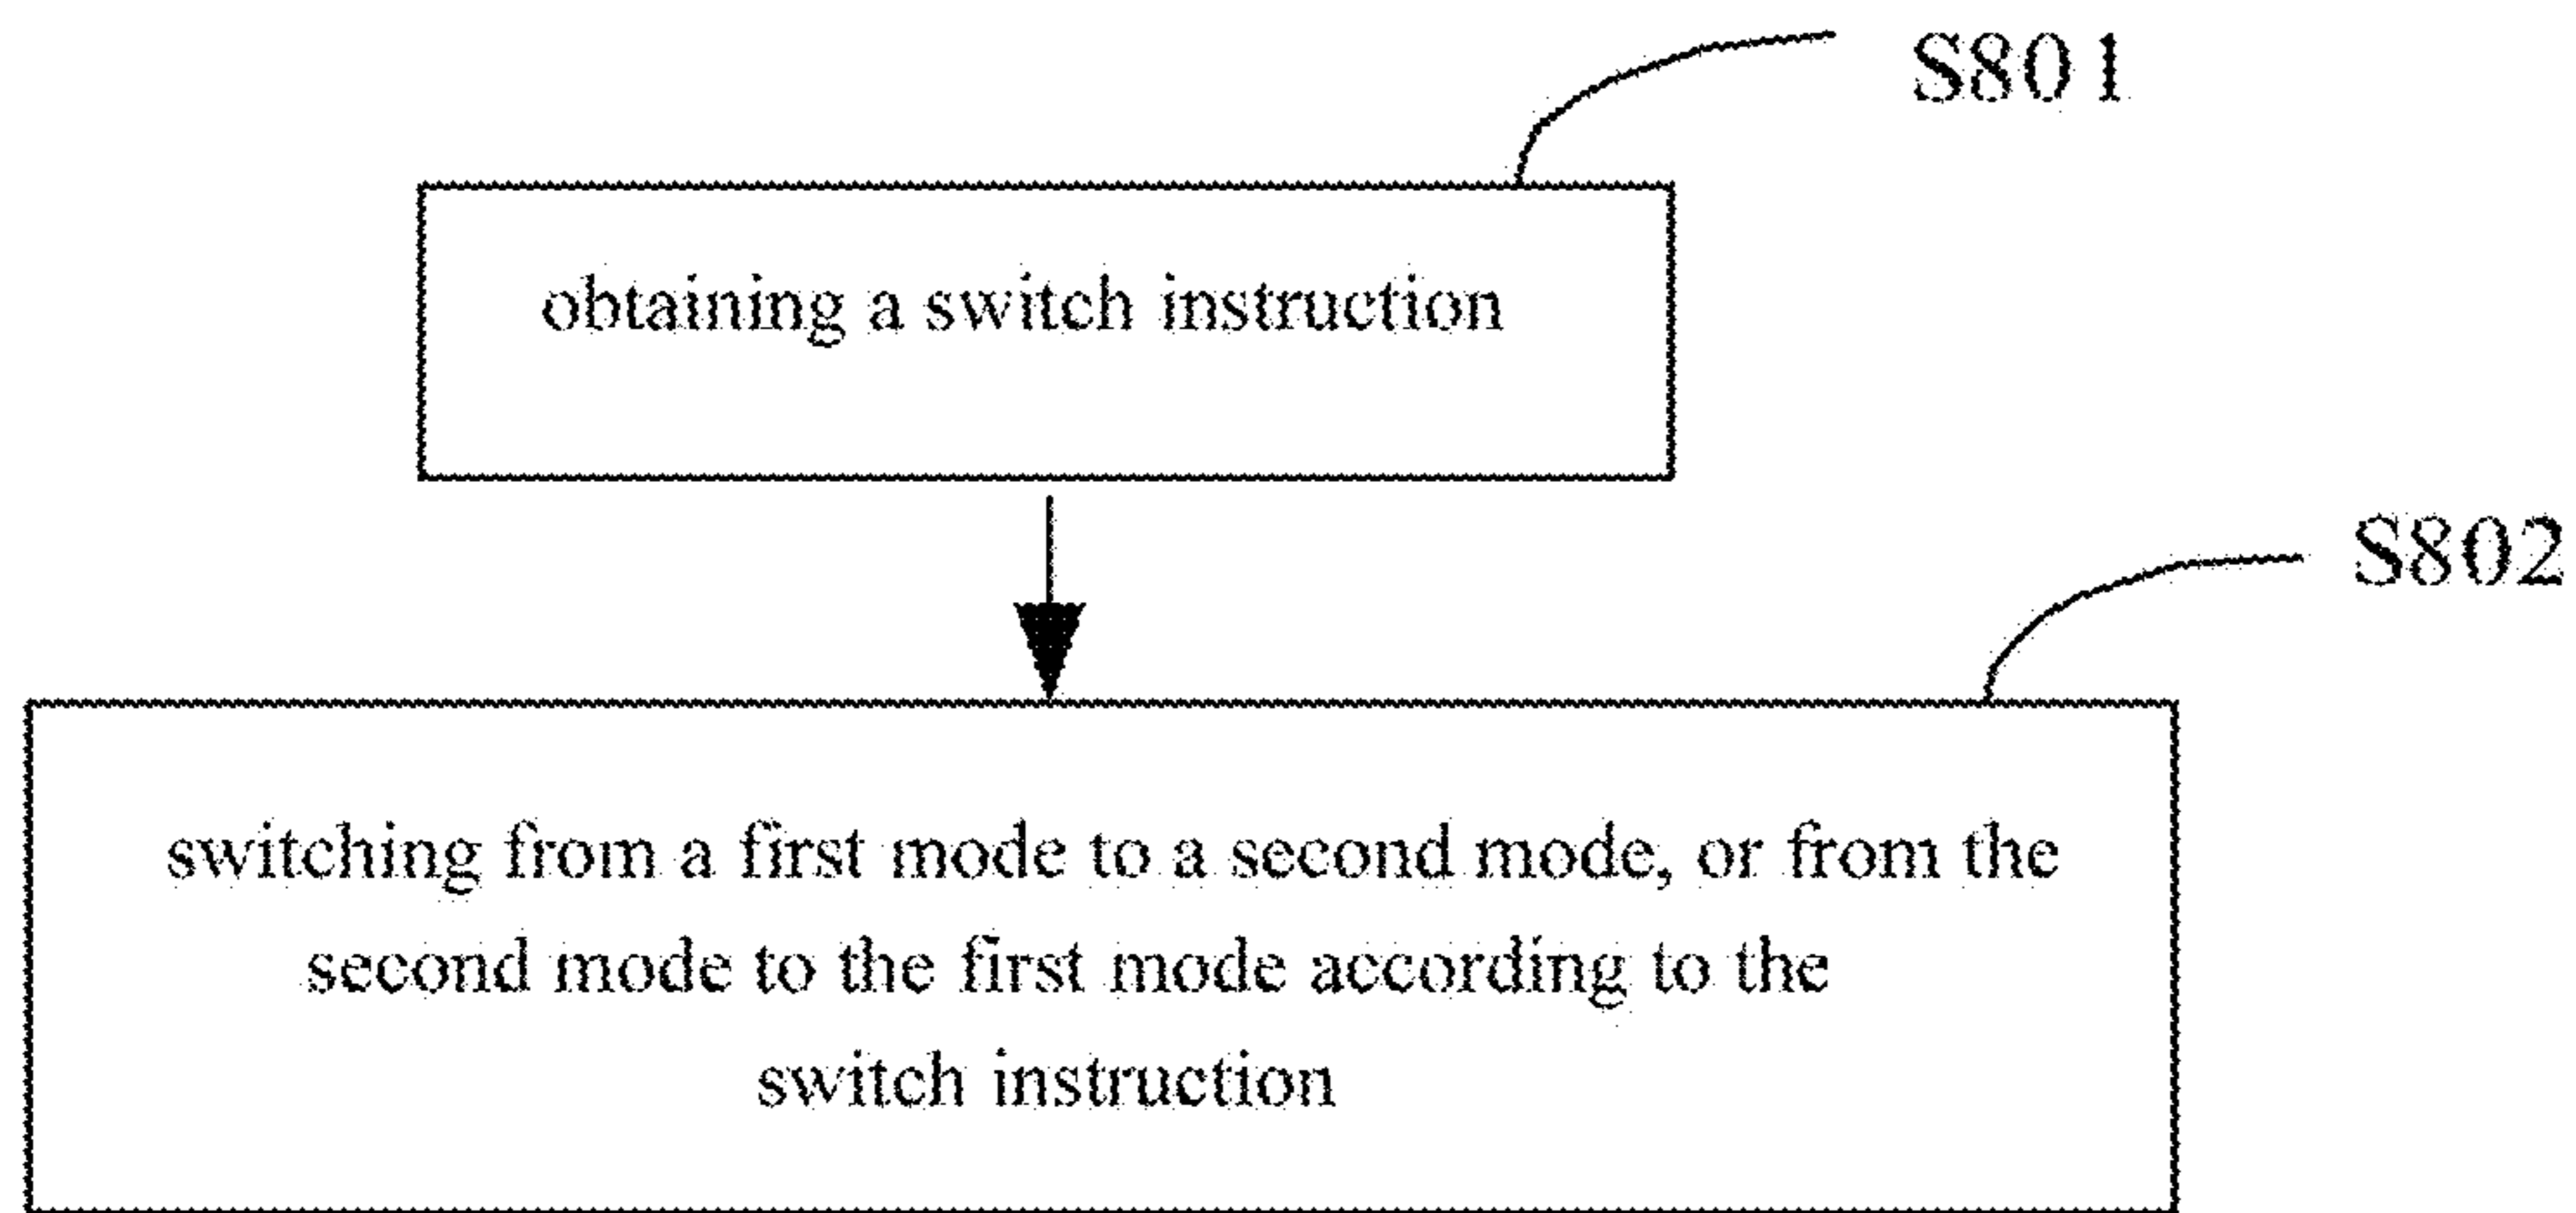 S801
obtaining a switch instruction
S802
switching from a first mode to a second mode, or from the
second mode to the first mode according to the
switch instruction